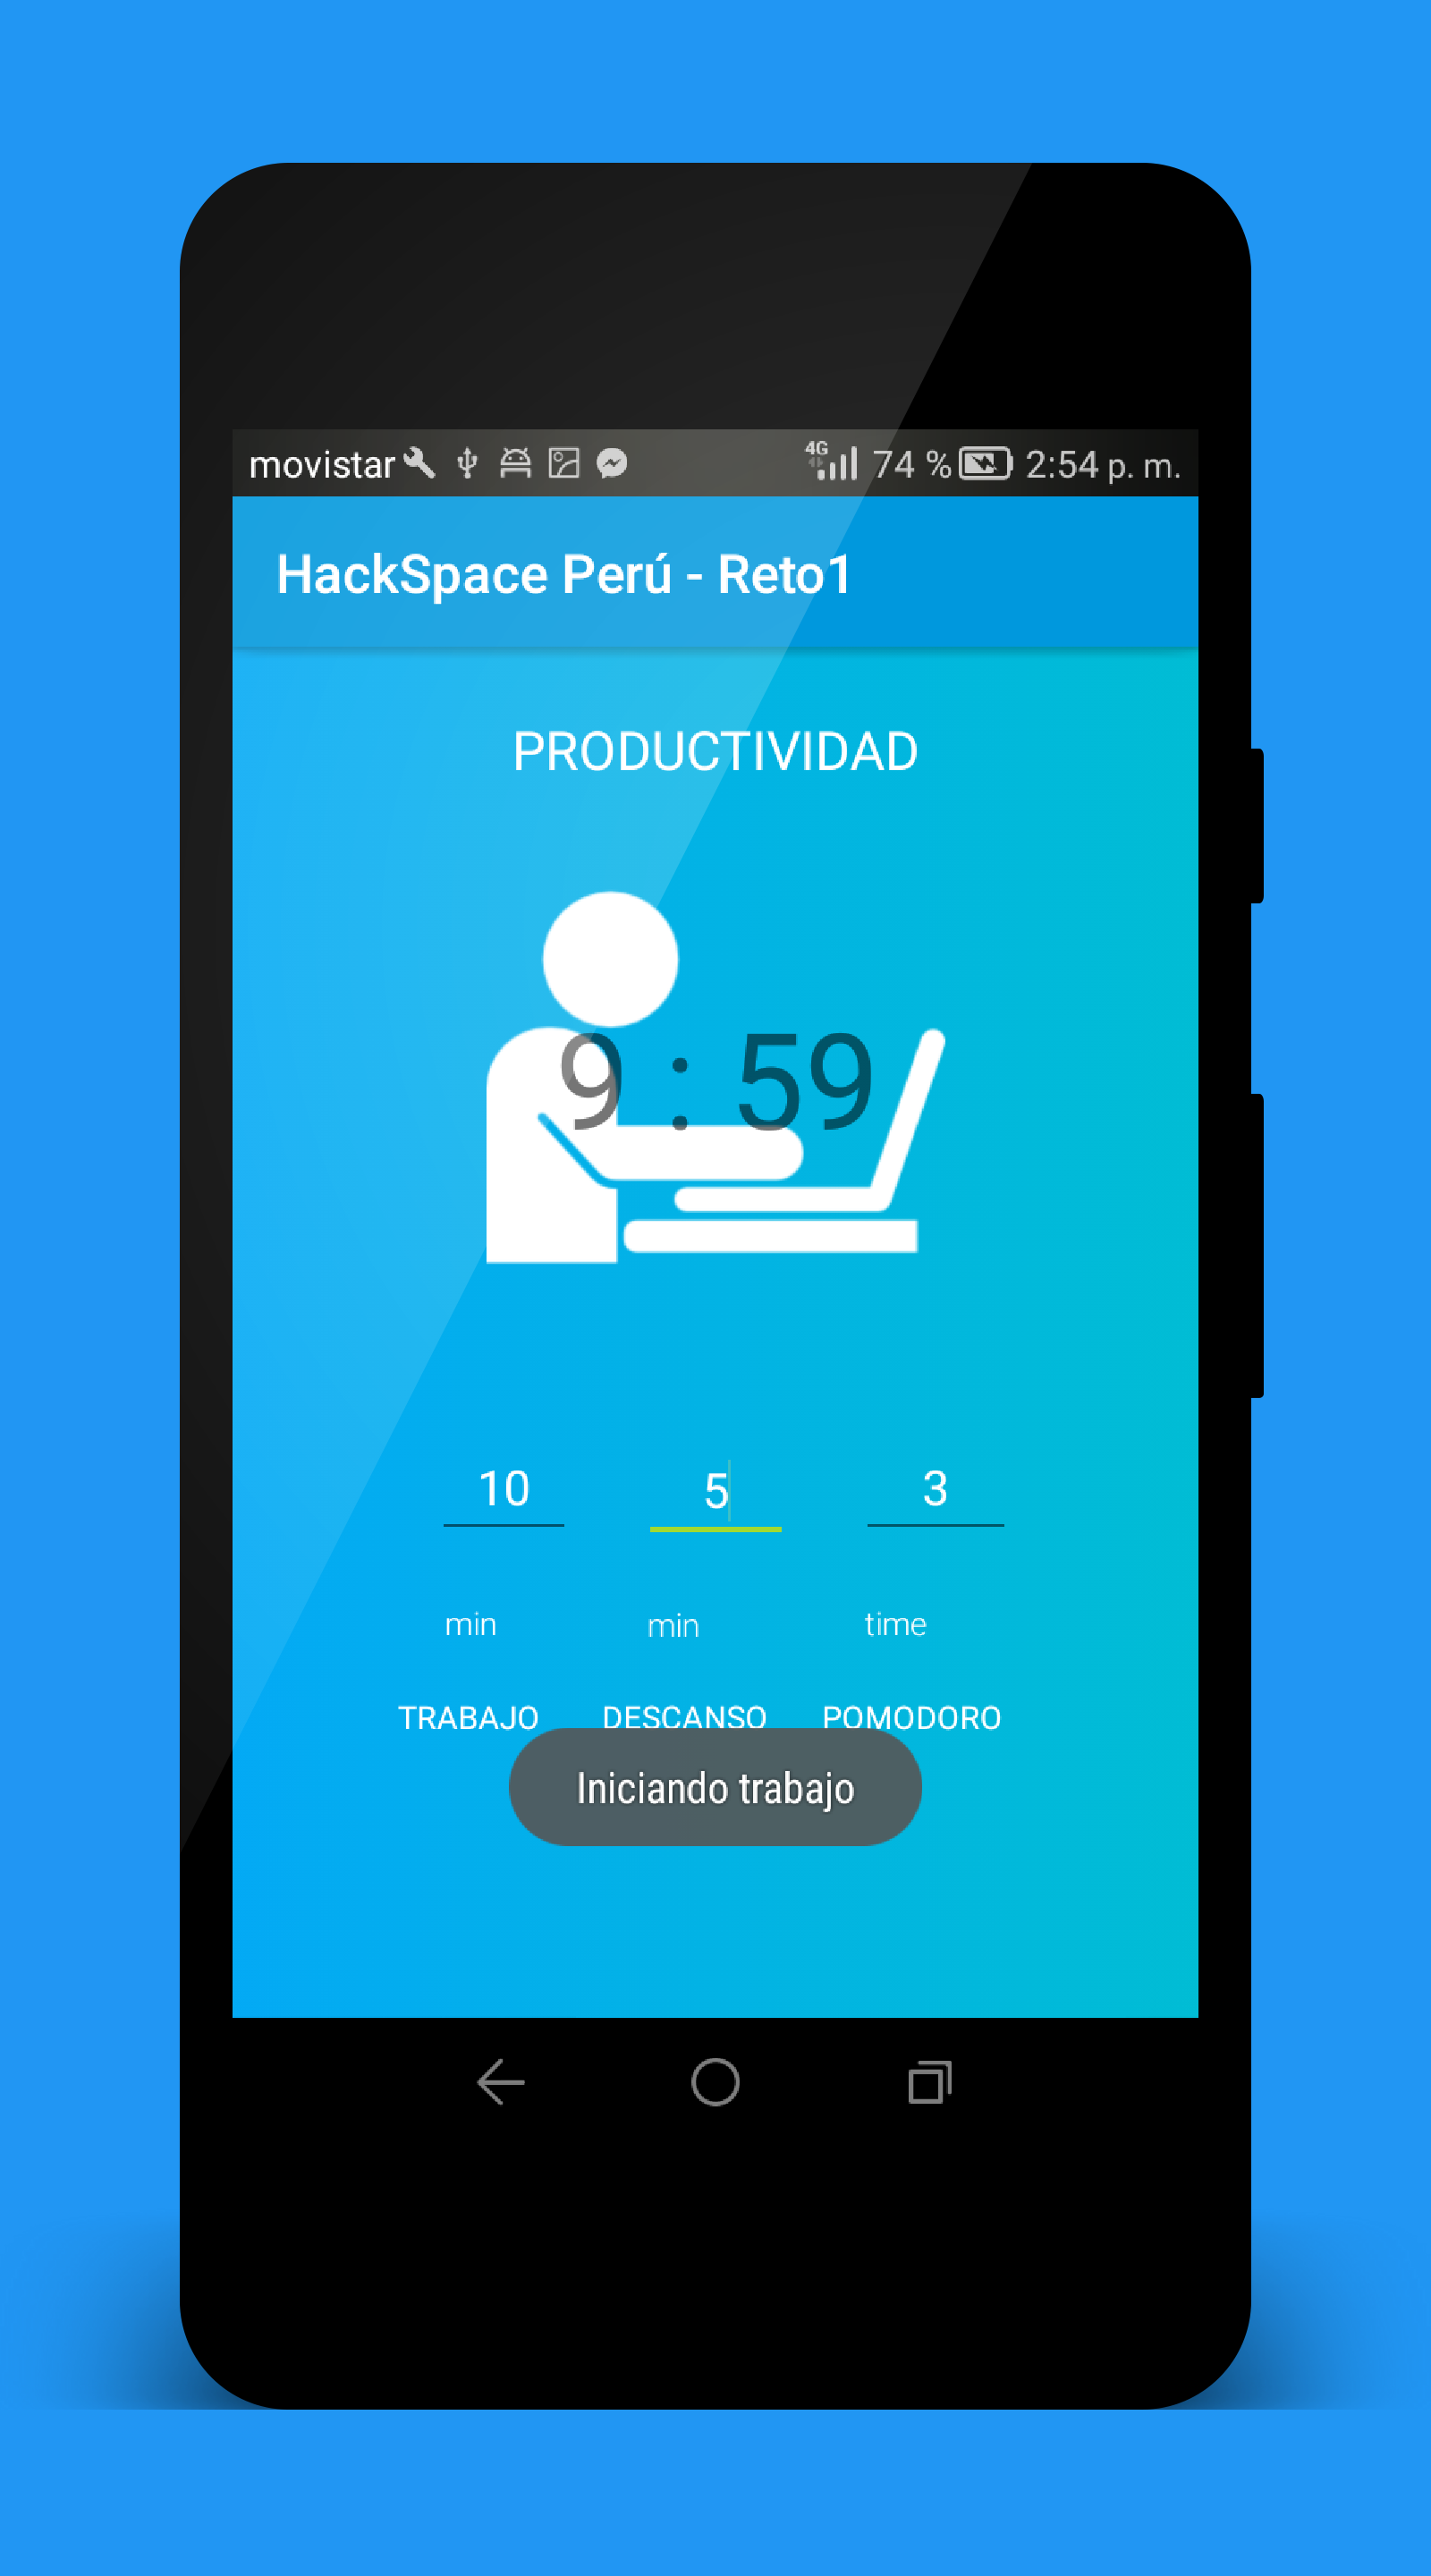 movistar 4G 74 % 2:54 p. m.
HackSpace Perú - Reto1
PRODUCTIVIDAD
9 : 59
10 5 3
min min time
TRABAJO DESCANSO POMODORO
Iniciando trabajo